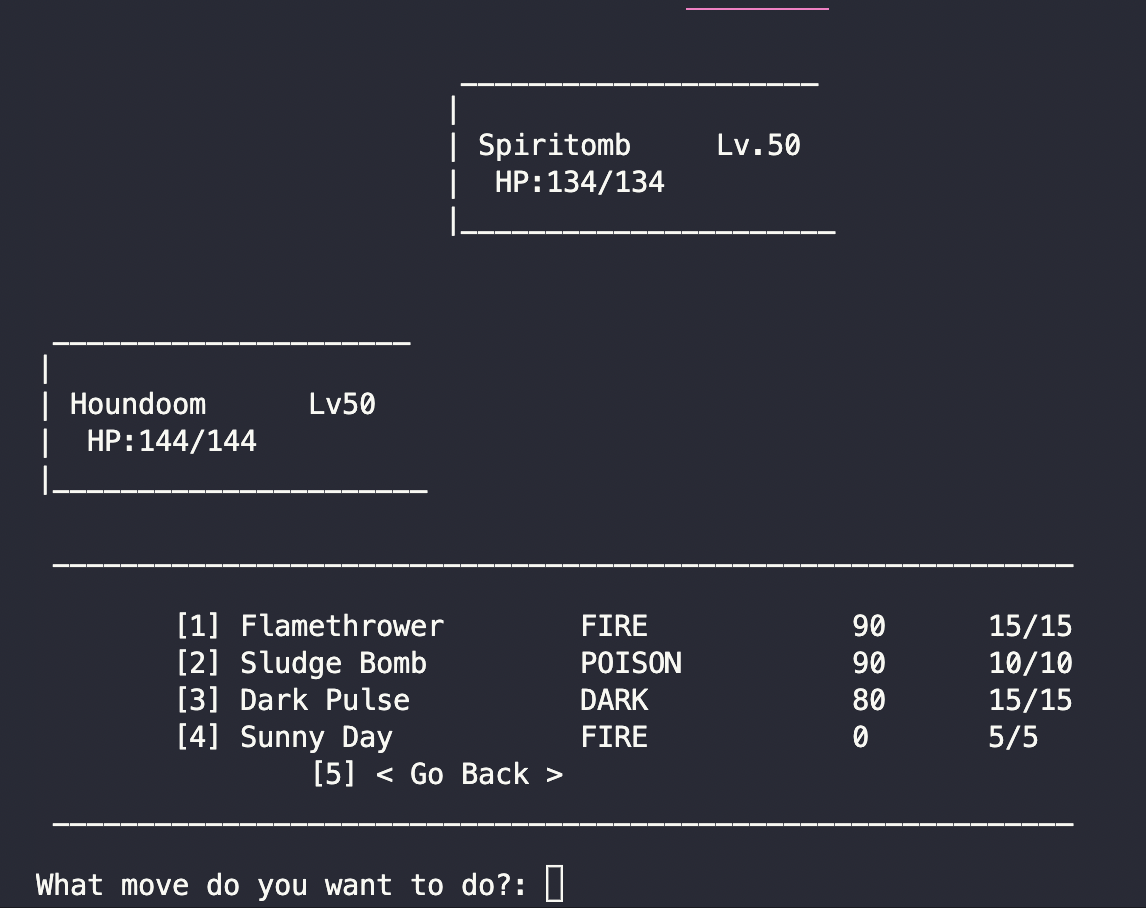 Spiritomb Lv.50
HP:134/134
Houndoom Lv50
HP:144/144
[1] Flamethrower FIRE 90 15/15
[2] Sludge Bomb POISON 90 10/10
[3] Dark Pulse DARK 80 15/15
[4] Sunny Day FIRE 0 5/5
[5] < Go Back >
What move do you want to do?: